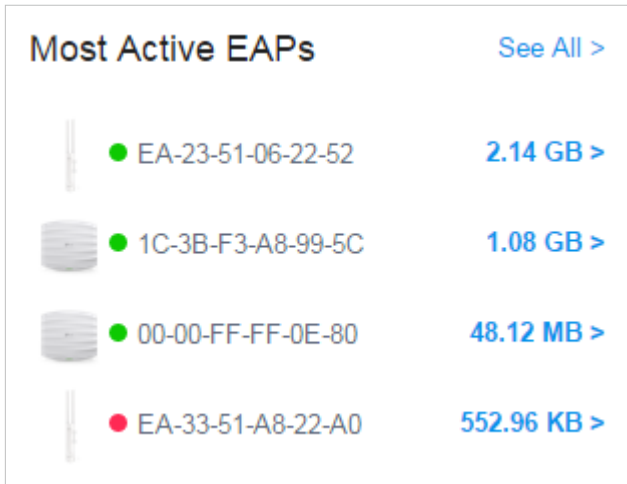 Most Active EAPs See All >
EA-23-51-06-22-52 2.14 GB >
1C-3B-F3-A8-99-5C 1.08 GB >
00-00-FF-FF-0E-80 48.12 MB >
EA-33-51-A8-22-A0 552.96 KB >